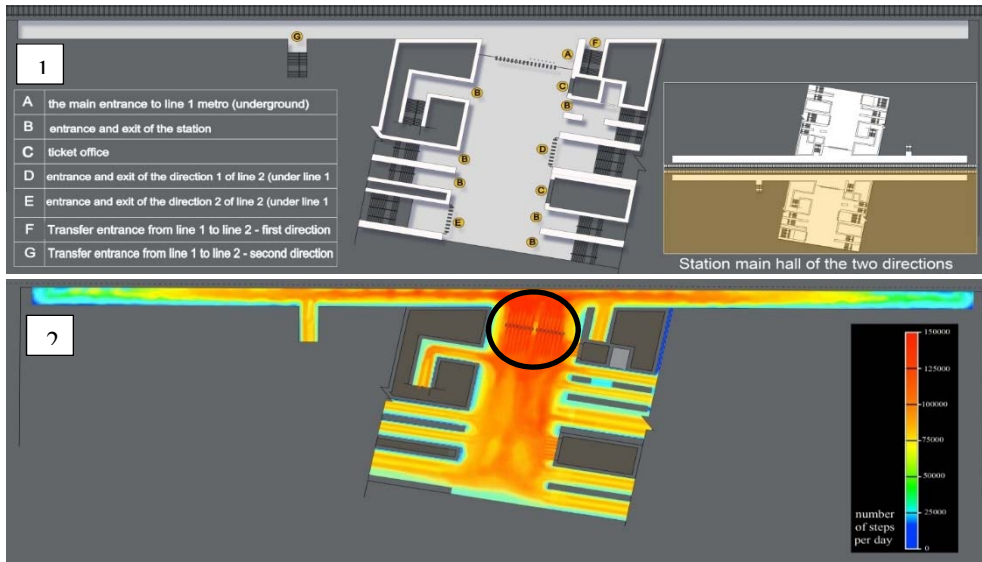 1
G
F
A
C
B
B
D
B
B
C
B
E
B
A the main entrance to line 1 metro (underground)
B entrance and exit of the station
C ticket office
D entrance and exit of the direction 1 of line 2 (under line 1
E entrance and exit of the direction 2 of line 2 (under line 1
F Transfer entrance from line 1 to line 2 - first direction
G Transfer entrance from line 1 to line 2 - second direction
Station main hall of the two directions
2
150000
125000
100000
75000
50000
25000
0
number
of steps
per day